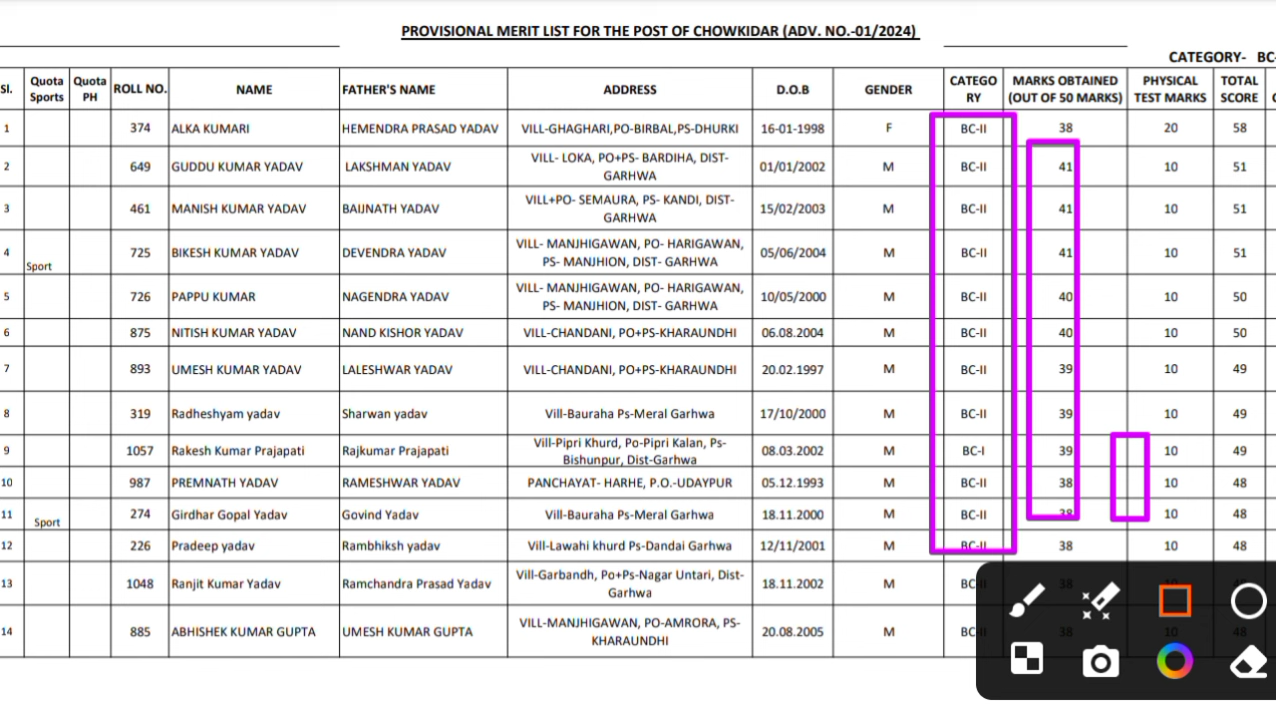 PROVISIONAL MERIT LIST FOR THE POST OF CHOWKIDAR (ADV. NO.-01/2024)
CATEGORY- BC-
Sl. Quota Sports Quota PH ROLL NO. NAME FATHER'S NAME ADDRESS D.O.B GENDER CATEGO RY MARKS OBTAINED (OUT OF 50 MARKS) PHYSICAL TEST MARKS TOTAL SCORE
1 374 ALKA KUMARI HEMENDRA PRASAD YADAV VILL-GHAGHARI,PO-BIRBAL,PS-DHURKI 16-01-1998 F BC-II 38 20 58
2 649 GUDDU KUMAR YADAV LAKSHMAN YADAV VILL- LOKA, PO+PS- BARDIHA, DIST- GARHWA 01/01/2002 M BC-II 41 10 51
3 461 MANISH KUMAR YADAV BAIJNATH YADAV VILL+PO- SEMAURA, PS- KANDI, DIST- GARHWA 15/02/2003 M BC-II 41 10 51
4 Sport 725 BIKESH KUMAR YADAV DEVENDRA YADAV VILL- MANJHIGAWAN, PO- HARIGAWAN, PS- MANJHION, DIST- GARHWA 05/06/2004 M BC-II 41 10 51
5 726 PAPPU KUMAR NAGENDRA YADAV VILL- MANJHIGAWAN, PO- HARIGAWAN, PS- MANJHION, DIST- GARHWA 10/05/2000 M BC-II 40 10 50
6 875 NITISH KUMAR YADAV NAND KISHOR YADAV VILL-CHANDANI, PO+PS-KHARAUNDHI 06.08.2004 M BC-II 40 10 50
7 893 UMESH KUMAR YADAV LALESHWAR YADAV VILL-CHANDANI, PO+PS-KHARAUNDHI 20.02.1997 M BC-II 39 10 49
8 319 Radheshyam yadav Sharwan yadav Vill-Bauraha Ps-Meral Garhwa 17/10/2000 M BC-II 39 10 49
9 1057 Rakesh Kumar Prajapati Rajkumar Prajapati Vill-Pipri Khurd, Po-Pipri Kalan, Ps- Bishunpur, Dist-Garhwa 08.03.2002 M BC-I 39 10 49
10 987 PREMNATH YADAV RAMESHWAR YADAV PANCHAYAT- HARHE, P.O.-UDAYPUR 05.12.1993 M BC-II 38 10 48
11 Sport 274 Girdhar Gopal Yadav Govind Yadav Vill-Bauraha Ps-Meral Garhwa 18.11.2000 M BC-II 38 10 48
12 226 Pradeep yadav Rambhiksh yadav Vill-Lawahi khurd Ps-Dandai Garhwa 12/11/2001 M BC-II 38 10 48
13 1048 Ranjit Kumar Yadav Ramchandra Prasad Yadav Vill-Garbandh, Po+Ps-Nagar Untari, Dist- Garhwa 18.11.2002 M BC-II 38 10 48
14 885 ABHISHEK KUMAR GUPTA UMESH KUMAR GUPTA VILL-MANJHIGAWAN, PO-AMRORA, PS- KHARAUNDHI 20.08.2005 M BC-II 38 10 48